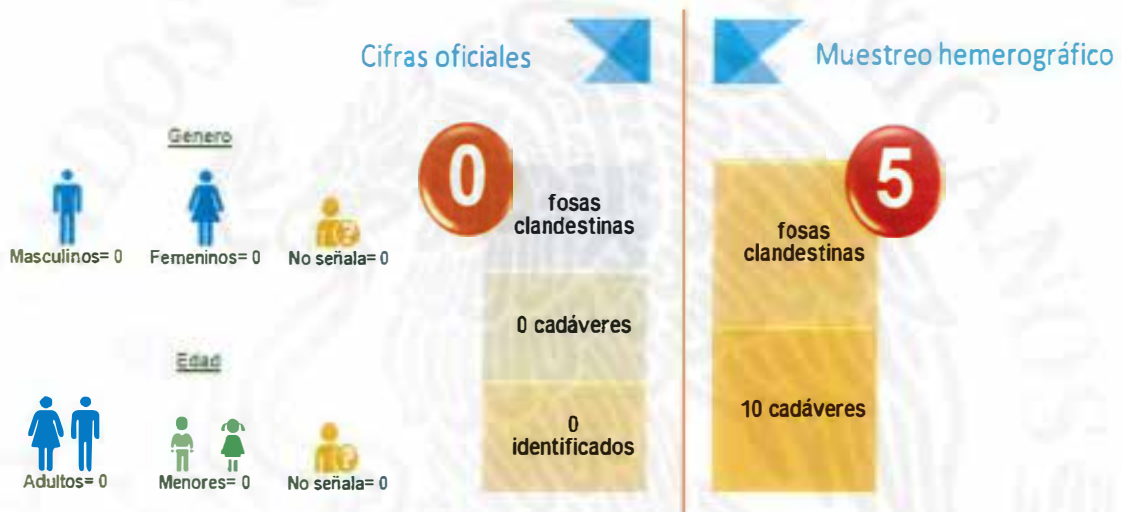 Cifras oficiales
Genero
Masculinos= 0
Femeninos= 0
No señala= 0
Edad
Adultos= 0
Menores= 0
No señala= 0
0
fosas
clandestinas
0 cadáveres
0
identificados
Muestreo hemerográfico
5
fosas
clandestinas
10 cadáveres